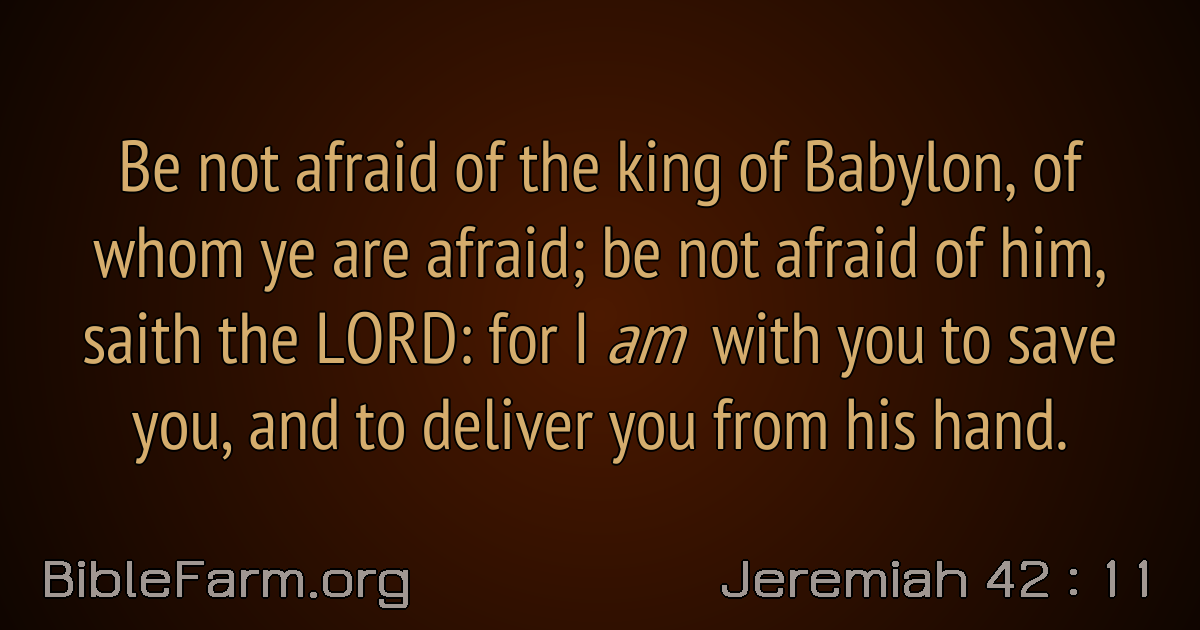 Be not afraid of the king of Babylon, of
whom ye are afraid; be not afraid of him,
saith the LORD: for I am with you to save
you, and to deliver you from his hand.
BibleFarm.org
Jeremiah 42 : 11